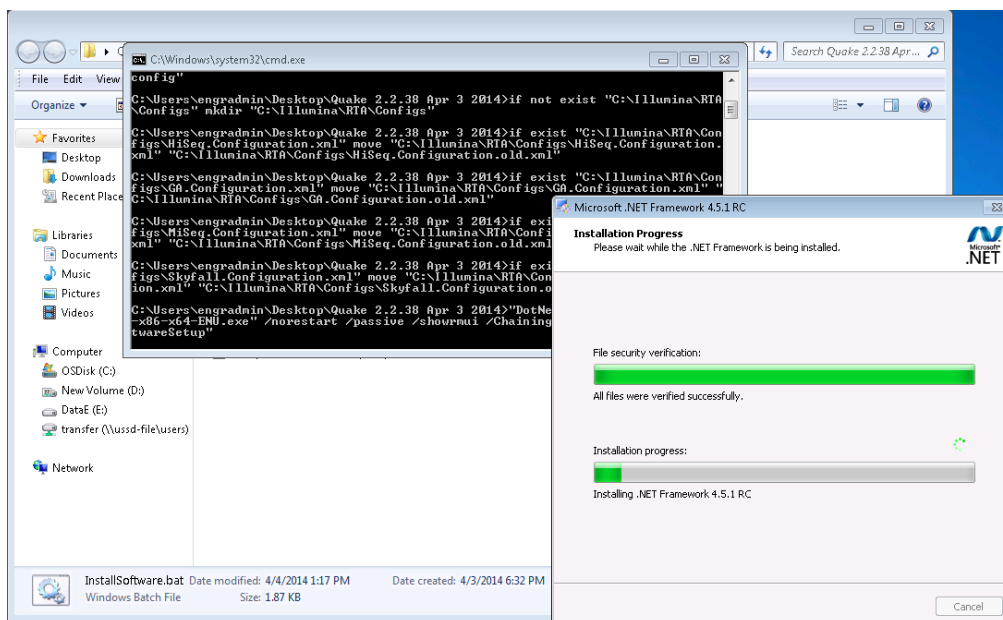 Search Quake 2.2.38 Apr...
File Edit View
Organize
C:\Windows\system32\cmd.exe
config"
C:\Users\engradmin\Desktop\Quake 2.2.38 Apr 3 2014>if not exist "C:\Illumina\RTA
\Configs" mkdir "C:\Illumina\RTA\Configs"
C:\Users\engradmin\Desktop\Quake 2.2.38 Apr 3 2014>if exist "C:\Illumina\RTA\Con
figs\HiSeq.Configuration.xml" move "C:\Illumina\RTA\Configs\HiSeq.Configuration.
xml" "C:\Illumina\RTA\Configs\HiSeq.Configuration.old.xml"
C:\Users\engradmin\Desktop\Quake 2.2.38 Apr 3 2014>if exist "C:\Illumina\RTA\Con
figs\GA.Configuration.xml" move "C:\Illumina\RTA\Configs\GA.Configuration.xml" "
C:\Illumina\RTA\Configs\GA.Configuration.old.xml"
C:\Users\engradmin\Desktop\Quake 2.2.38 Apr 3 2014>if exi
figs\MiSeq.Configuration.xml" move "C:\Illumina\RTA\Confi
xml" "C:\Illumina\RTA\Configs\MiSeq.Configuration.old.xml
C:\Users\engradmin\Desktop\Quake 2.2.38 Apr 3 2014>if exi
figs\Skyfall.Configuration.xml" move "C:\Illumina\RTA\Con
ion.xml" "C:\Illumina\RTA\Configs\Skyfall.Configuration.o
C:\Users\engradmin\Desktop\Quake 2.2.38 Apr 3 2014>"DotNe
-x86-x64-ENU.exe" /norestart /passive /showrmui /Chaining
twareSetup"
Favorites
Desktop
Downloads
Recent Place
Libraries
Documents
Music
Pictures
Videos
Computer
OSDisk (C:)
New Volume (D:)
DataE (E:)
transfer (\\ussd-file\users)
Network
InstallSoftware.bat Date modified: 4/4/2014 1:17 PM Date created: 4/3/2014 6:32 PM
Windows Batch File Size: 1.87 KB
Microsoft .NET Framework 4.5.1 RC
Installation Progress
Please wait while the .NET Framework is being installed.
Microsoft
.NET
File security verification:
All files were verified successfully.
Installation progress:
Installing .NET Framework 4.5.1 RC
Cancel